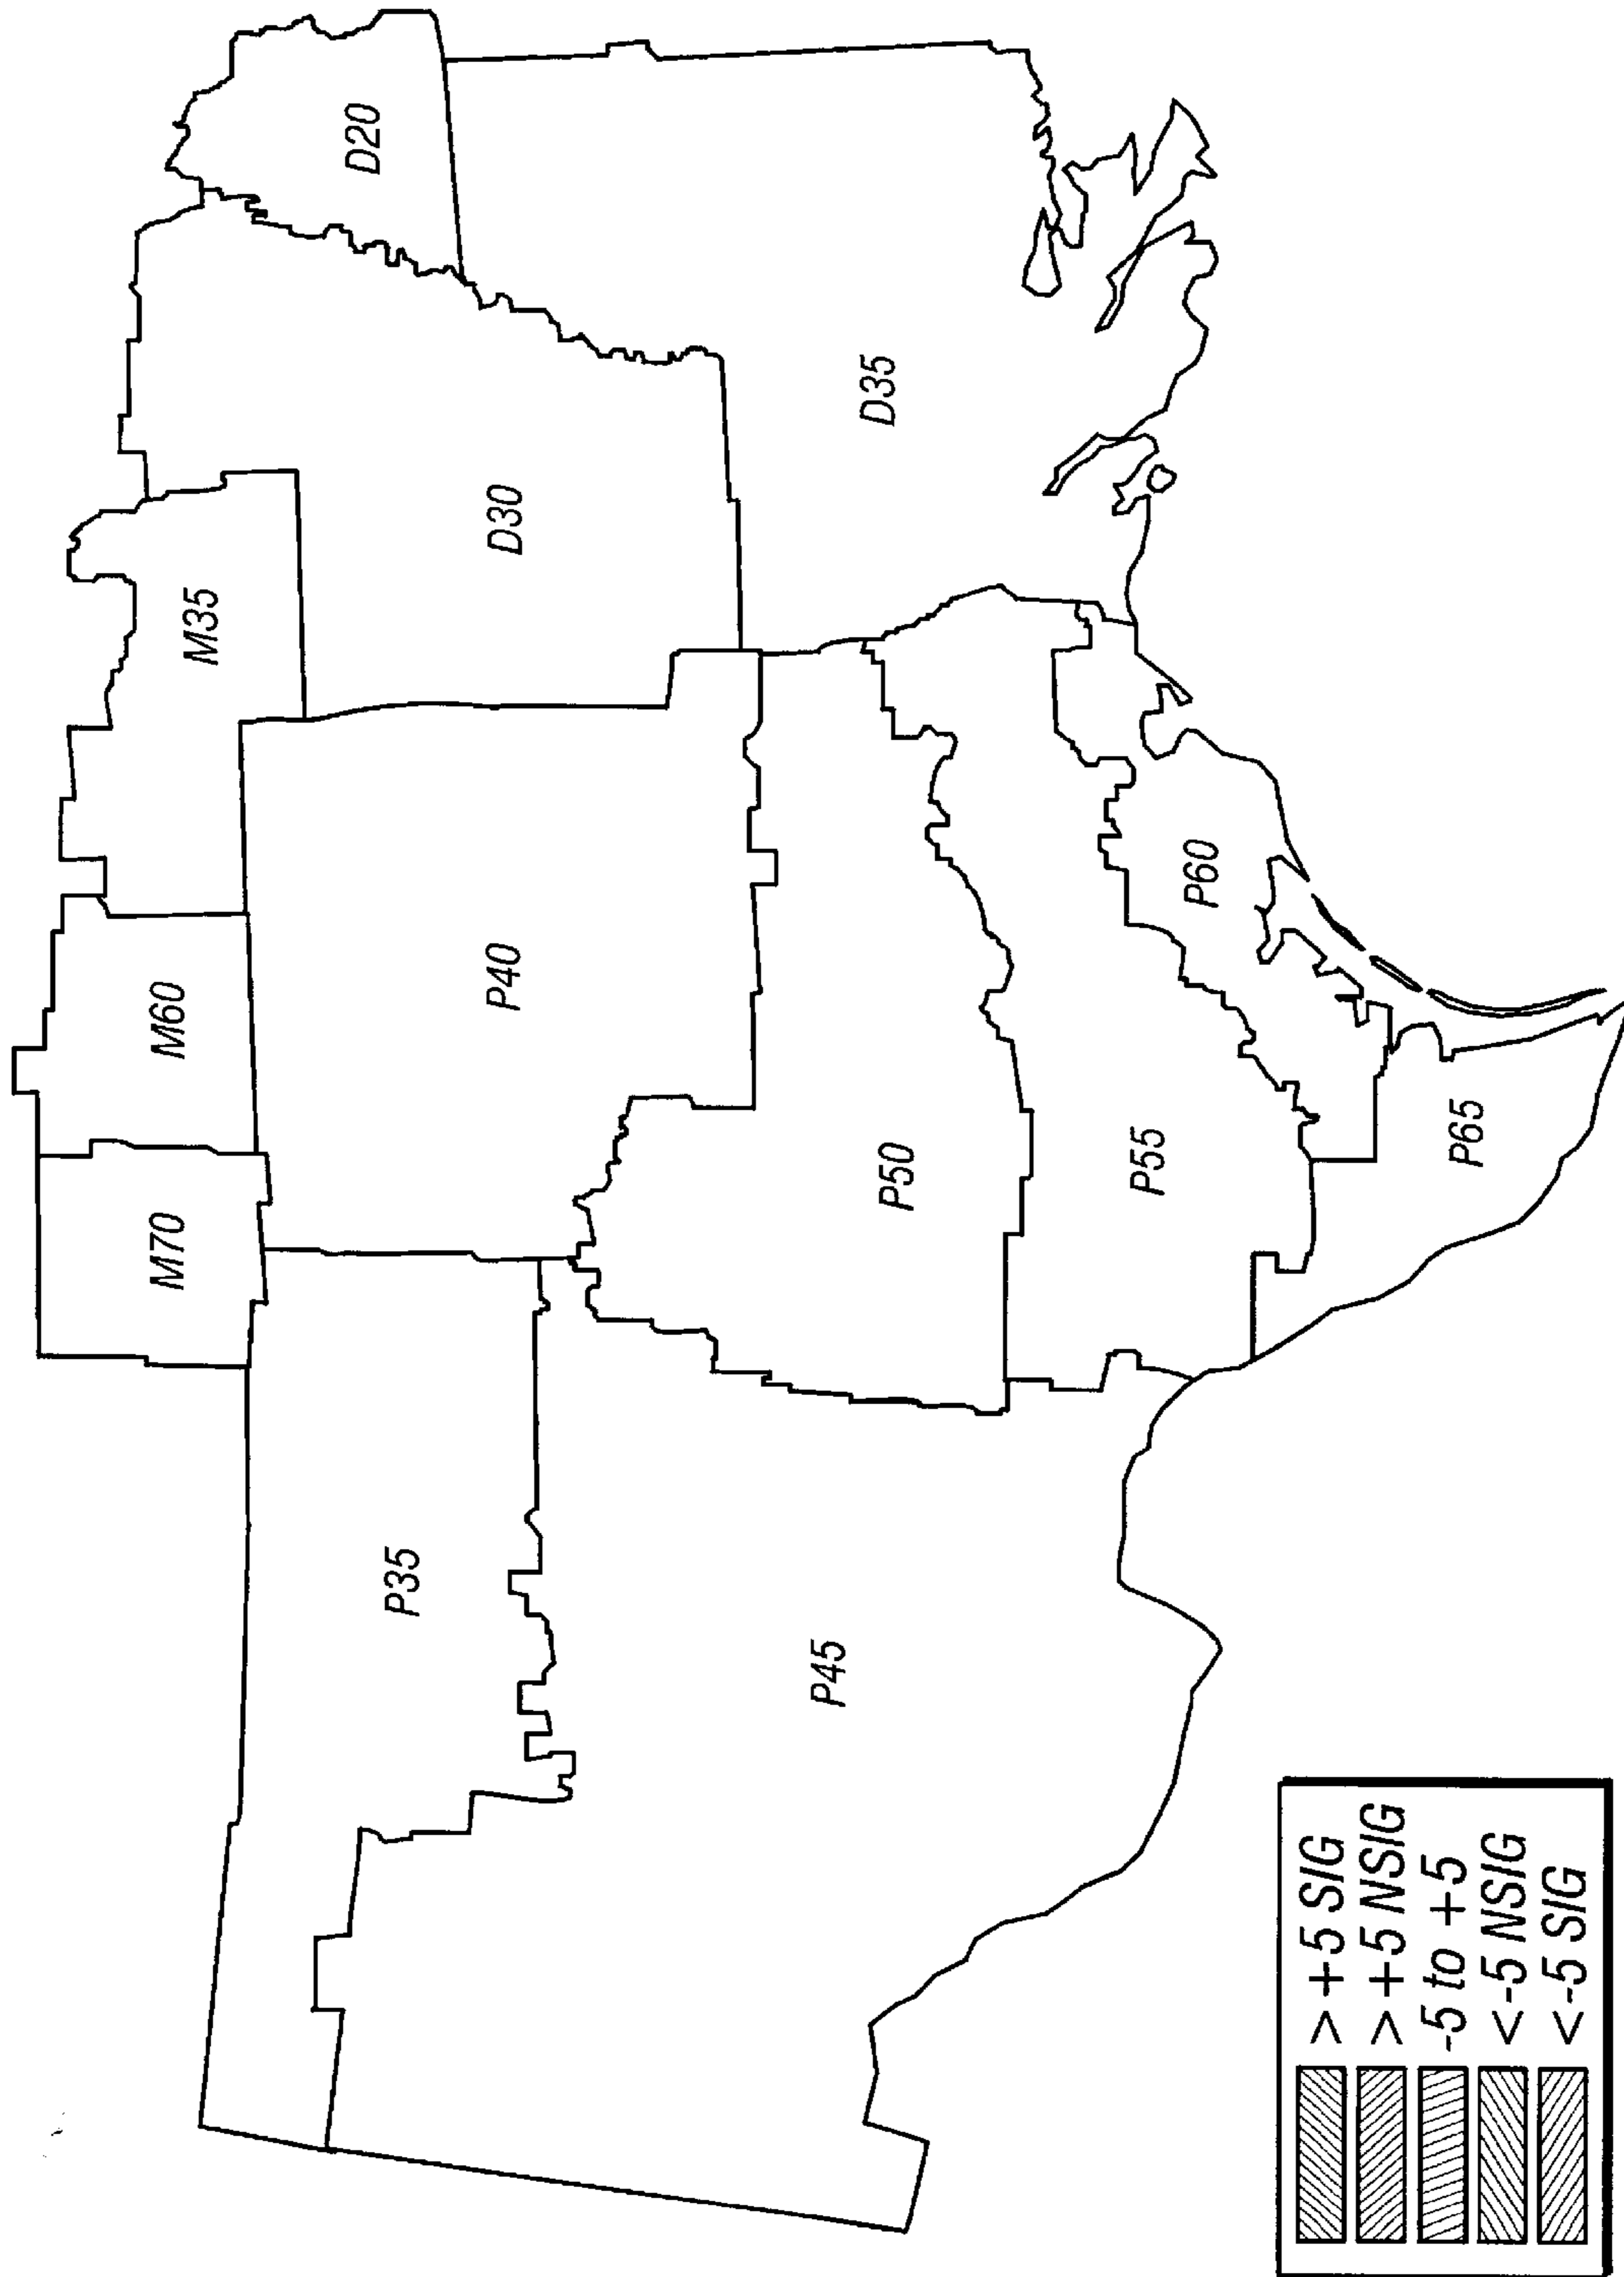 M70
M60
M35
D20
P35
P40
D30
P45
P50
D35
P55
P60
P65
> +5 SIG
> +5 NSIG
-5 to +5
< -5 NSIG
< -5 SIG